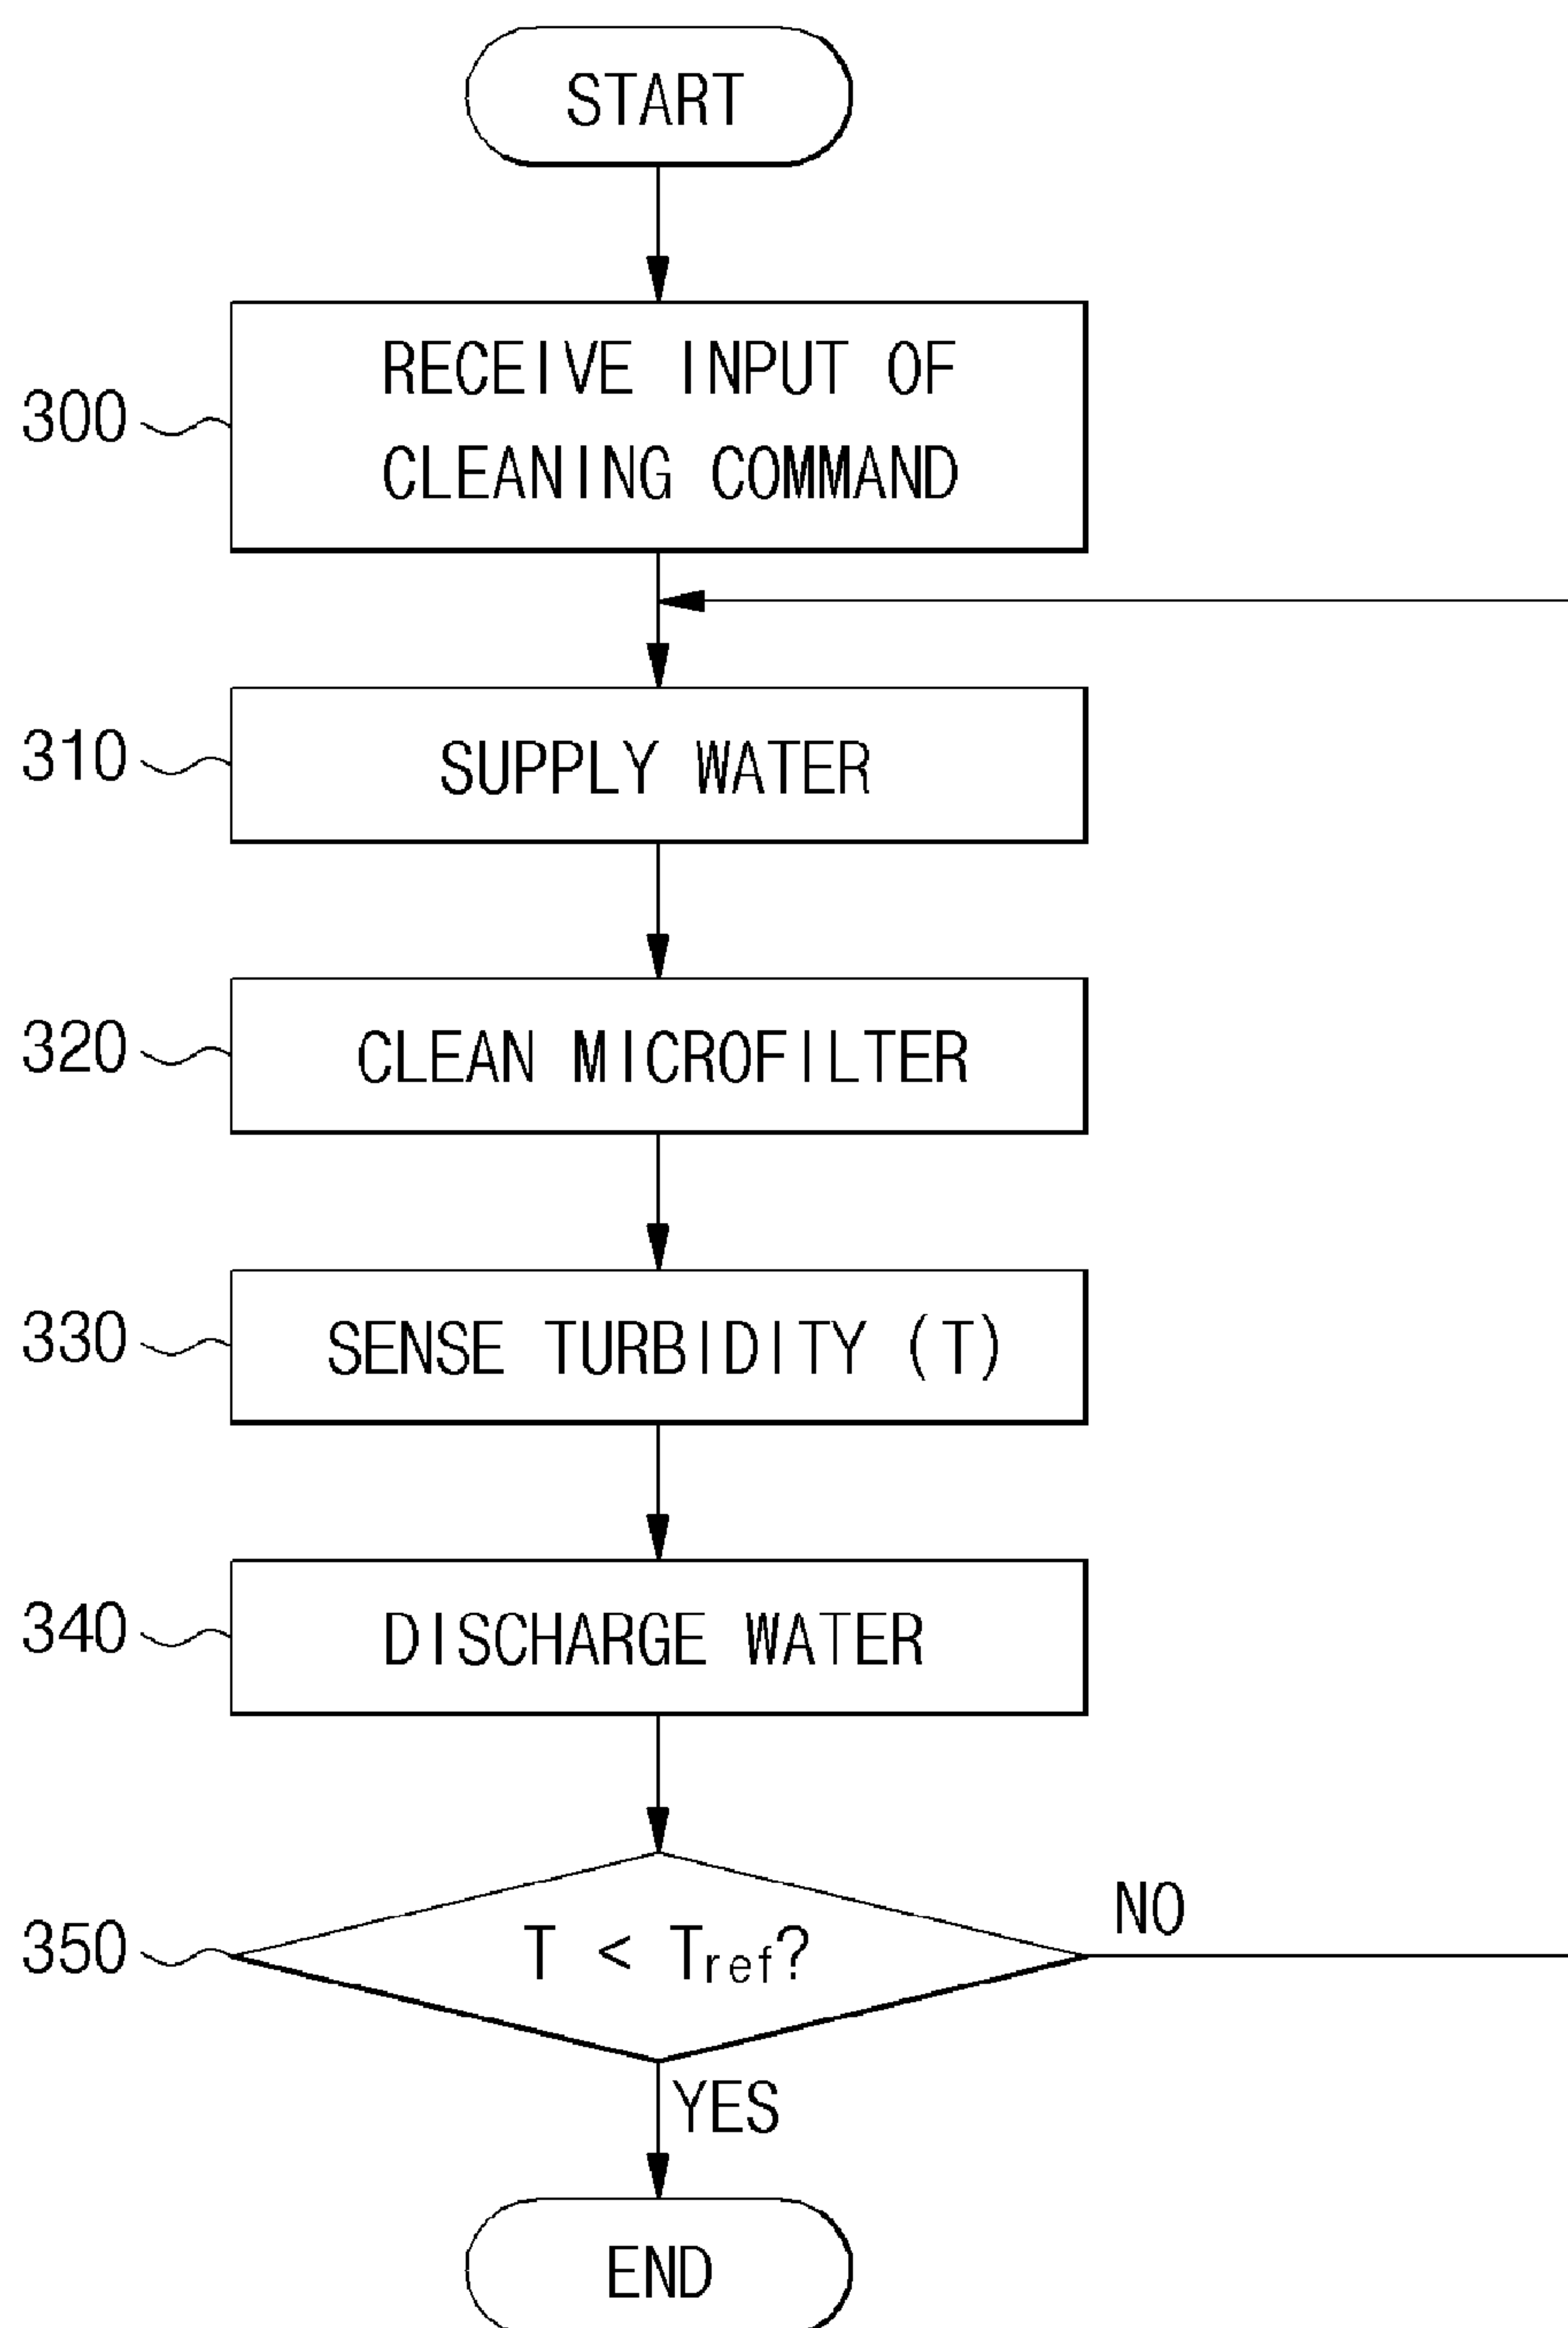 START
300
RECEIVE INPUT OF
CLEANING COMMAND
310
SUPPLY WATER
320
CLEAN MICROFILTER
330
SENSE TURBIDITY (T)
340
DISCHARGE WATER
350
T < Tref?
NO
YES
END